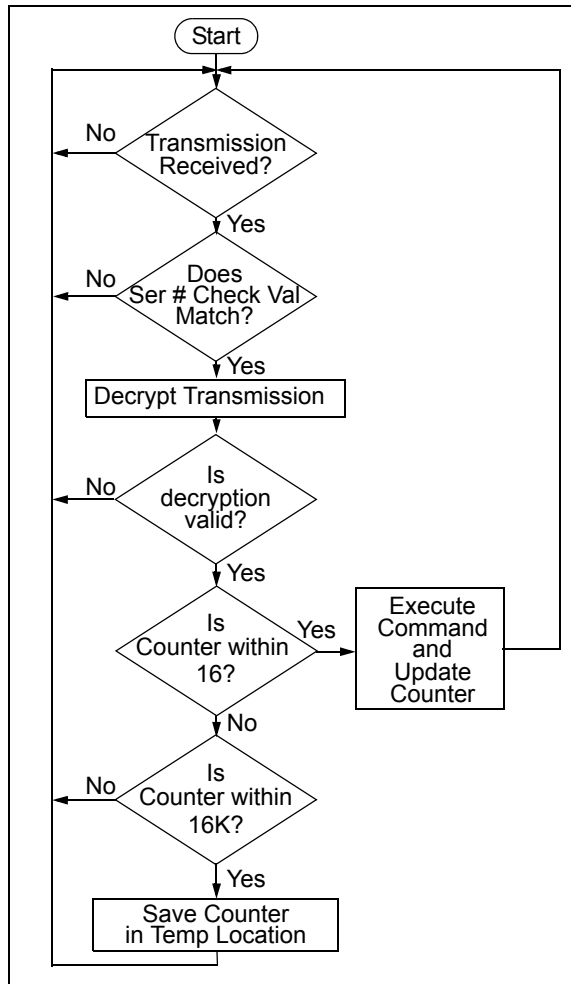 Start
No
Transmission
Received?
Yes
No
Does
Ser # Check Val
Match?
Yes
Decrypt Transmission
No
Is
decryption
valid?
Yes
Is
Counter within
16?
Yes
Execute
Command
and
Update
Counter
No
No
Is
Counter within
16K?
Yes
Save Counter
in Temp Location